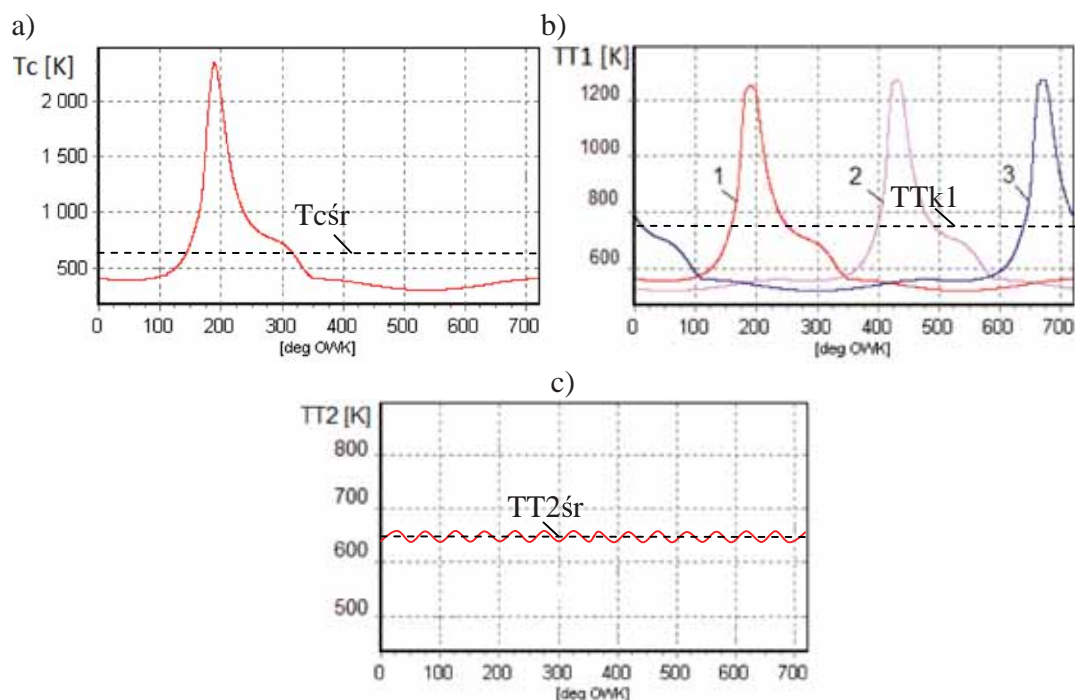 a)
Tc [K]
2 000
1 500
1 000
500
Tcśr
0 100 200 300 400 500 600 700
[deg OWK]
b)
TT1 [K]
1200
1000
800
600
1
2
3
TTk1
0 100 200 300 400 500 600 700
[deg OWK]
c)
TT2 [K]
800
700
600
500
TT2śr
0 100 200 300 400 500 600 700
[deg OWK]